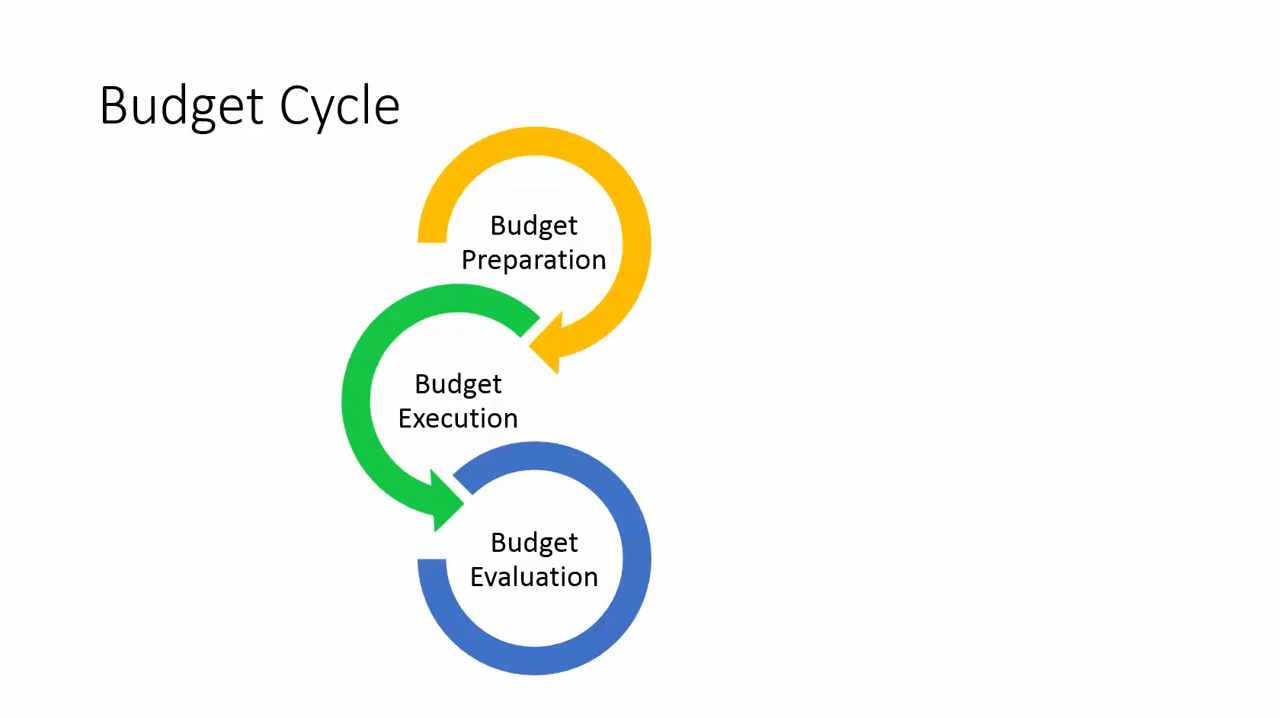 Budget Cycle
Budget
Preparation
Budget
Execution
Budget
Evaluation